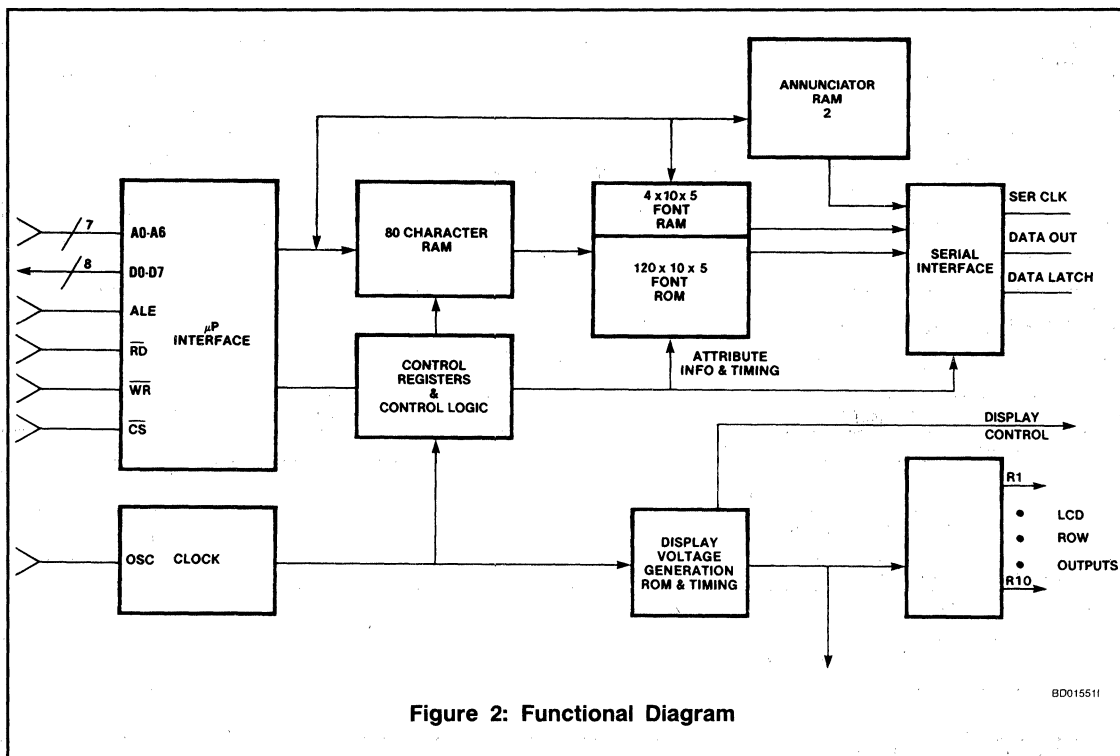 ANNUNCIATOR
RAM
2
7
A0-A6
8
D0-D7
ALE
RD
WR
CS
μP
INTERFACE
80 CHARACTER
RAM
4 x 10 x 5
FONT
RAM
120 x 10 x 5
FONT
ROM
SERIAL
INTERFACE
SER CLK
DATA OUT
DATA LATCH
CONTROL
REGISTERS
&
CONTROL LOGIC
ATTRIBUTE
INFO & TIMING
DISPLAY
CONTROL
OSC CLOCK
DISPLAY
VOLTAGE
GENERATION
ROM & TIMING
R1
LCD
ROW
OUTPUTS
R10
BD01551I
Figure 2: Functional Diagram